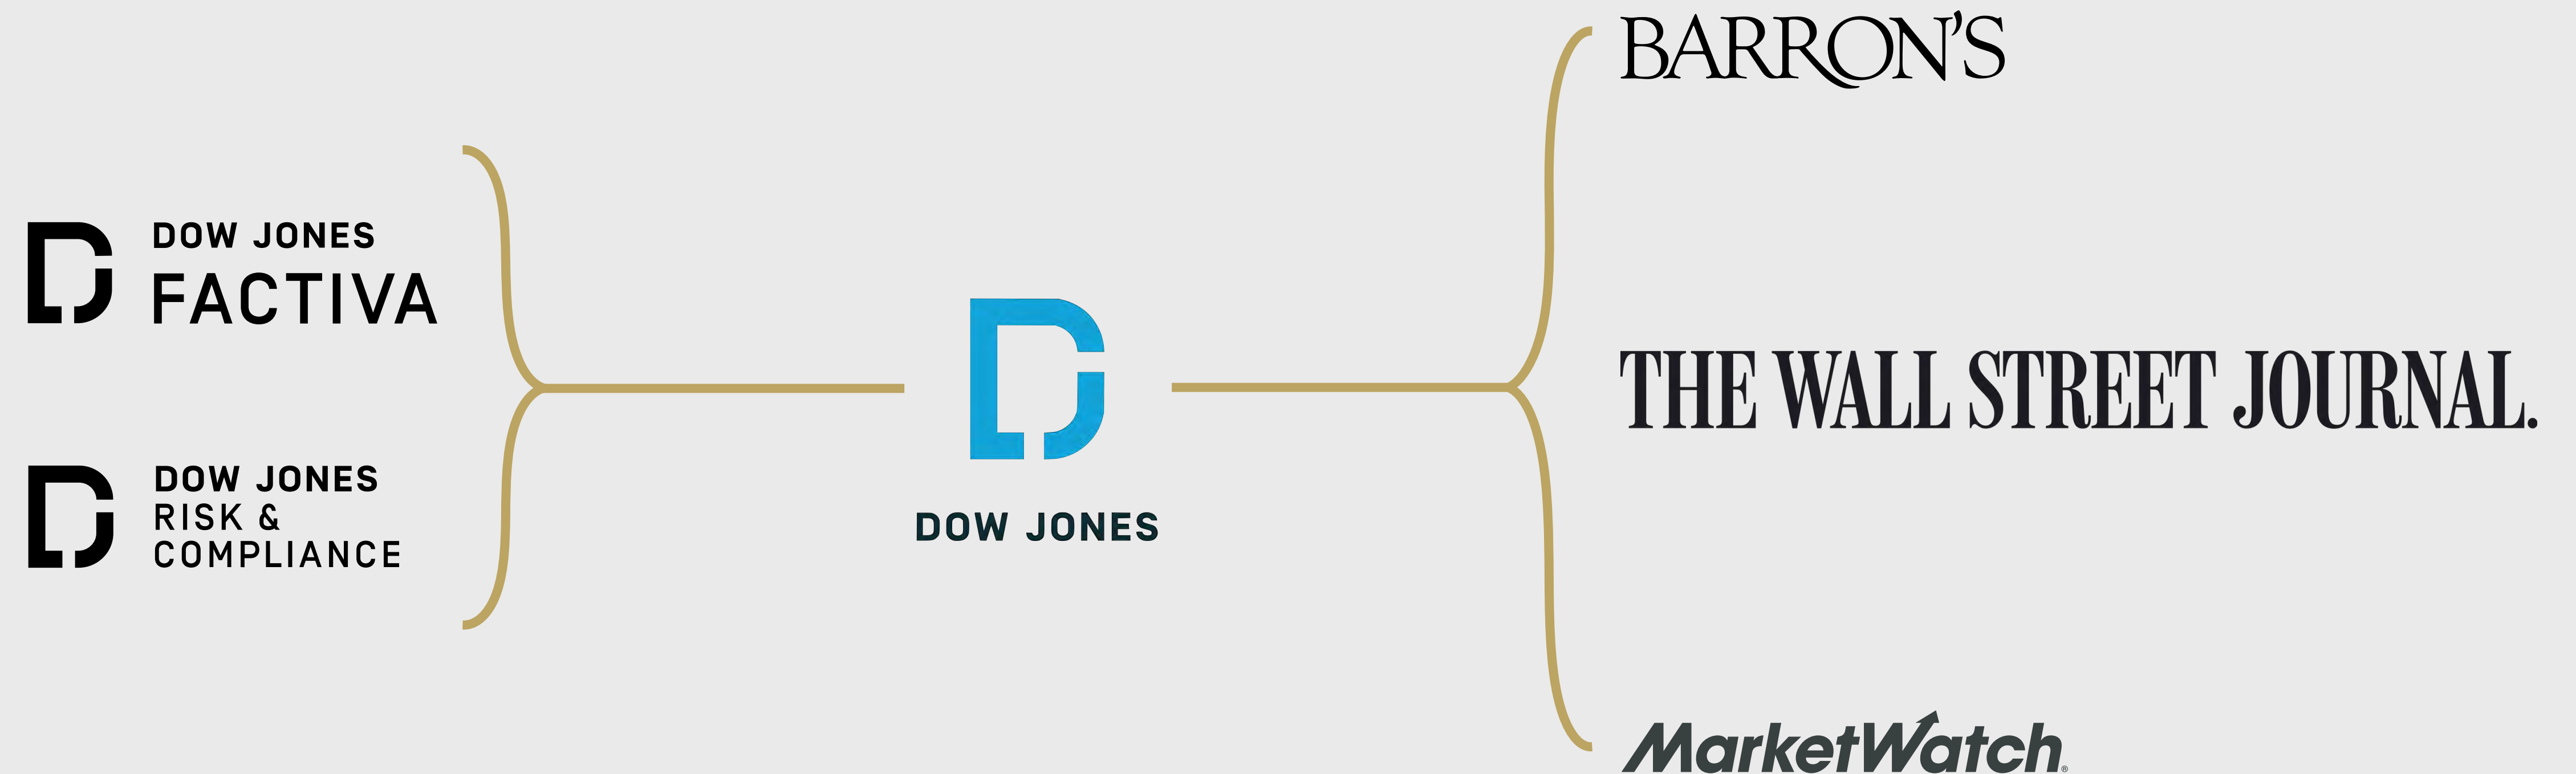 DOW JONES
FACTIVA
DOW JONES
RISK &
COMPLIANCE
DOW JONES
BARRON'S
THE WALL STREET JOURNAL.
MarketWatch®